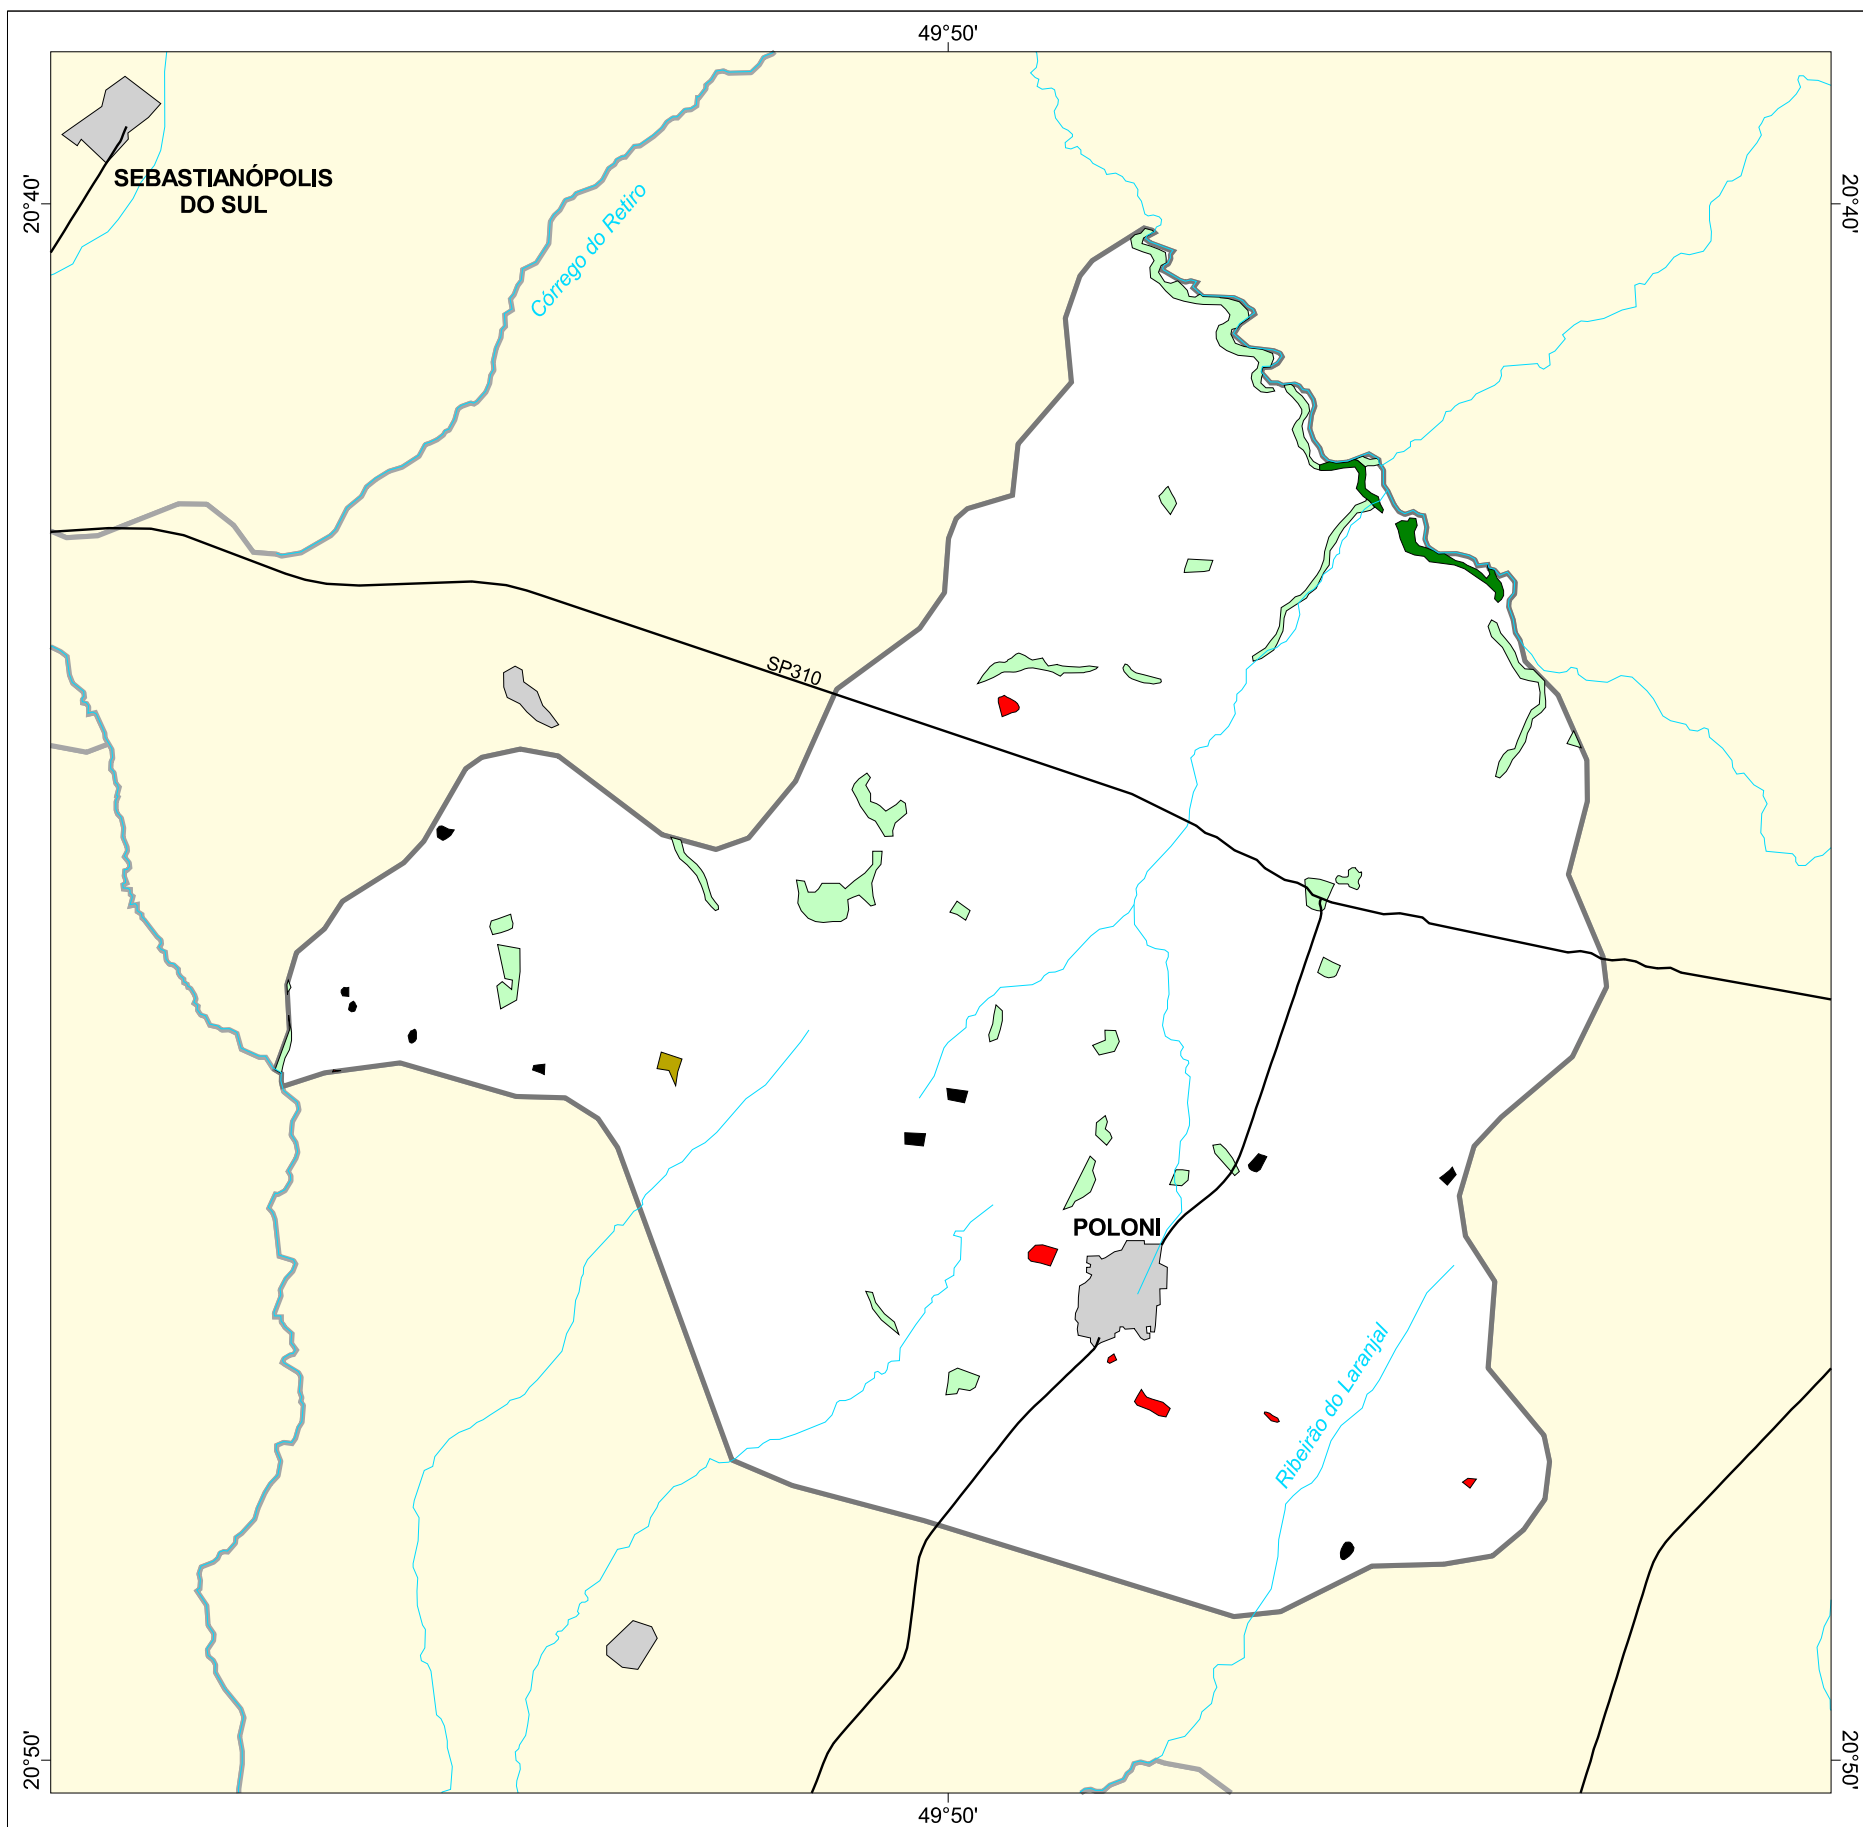 49°50'
20°40'
20°40'
SEBASTIANÓPOLIS
DO SUL
Córrego do Retiro
SP310
POLONI
Ribeirão do Laranjal
20°50'
20°50'
49°50'